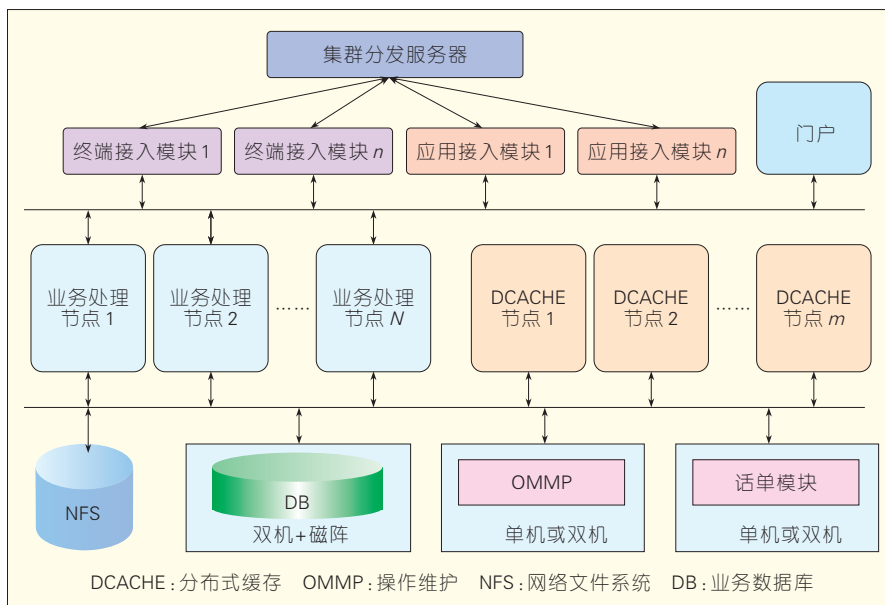 集群分发服务器
门户
终端接入模块 1
终端接入模块 n
应用接入模块 1
应用接入模块 n
业务处理
节点 1
业务处理
节点 2
……
业务处理
节点 N
DCACHE
节点 1
DCACHE
节点 2
……
DCACHE
节点 m
NFS
DB
双机+磁阵
OMMP
单机或双机
话单模块
单机或双机
DCACHE:分布式缓存 OMMP:操作维护 NFS:网络文件系统 DB:业务数据库